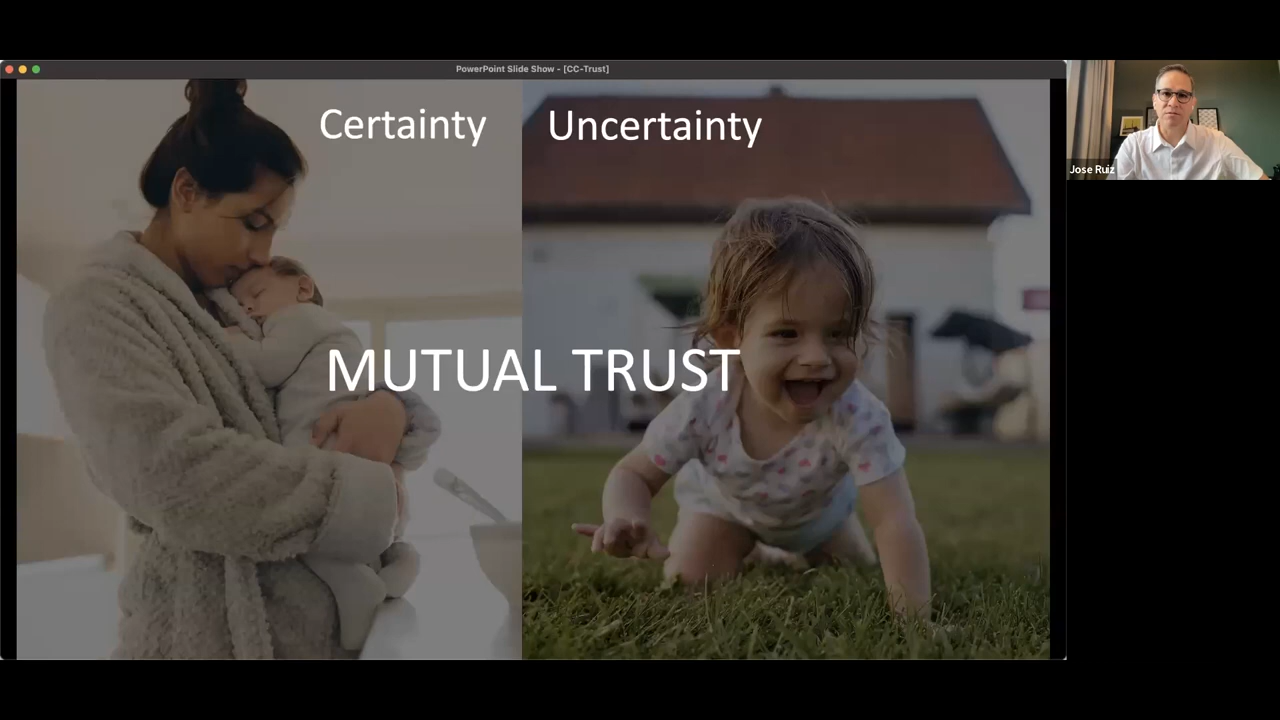 PowerPoint Slide Show - [CC-Trust]
Certainty
Uncertainty
MUTUAL TRUST
Jose Ruiz